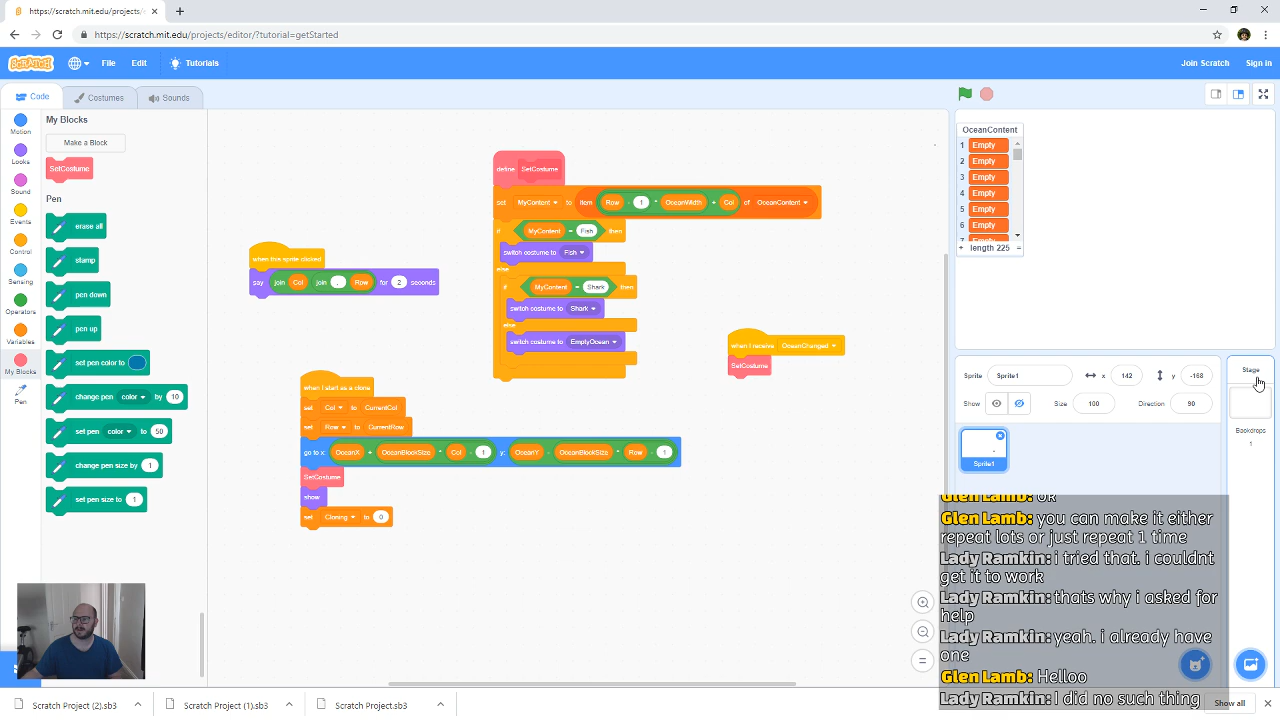 https://scratch.mit.edu/projects/e
https://scratch.mit.edu/projects/editor/?tutorial=getStarted
SCRATCH File Edit Tutorials Join Scratch Sign in
Code Costumes Sounds
Motion
Looks
Sound
Events
Control
Sensing
Operators
Variables
My Blocks
Pen
My Blocks
Make a Block
SetCostume
Pen
erase all
stamp
pen down
pen up
set pen color to
change pen color by 10
set pen color to 50
change pen size by 1
set pen size to 1
when this sprite clicked
say join Col join , Row for 2 seconds
define SetCostume
set MyContent to item Row - 1 * OceanWidth + Col of OceanContent
if MyContent = Fish then
switch costume to Fish
else
if MyContent = Shark then
switch costume to Shark
else
switch costume to EmptyOcean
when I receive OceanChanged
SetCostume
when I start as a clone
set Col to CurrentCol
set Row to CurrentRow
go to x: OceanX + OceanBlockSize * Col - 1 y: OceanY - OceanBlockSize * Row - 1
SetCostume
show
set Cloning to 0
OceanContent
1 Empty
2 Empty
3 Empty
4 Empty
5 Empty
6 Empty
7 Empty
+ length 225 =
Sprite Sprite1 x 142 y -168
Show Size 100 Direction 90
Sprite1
Stage
Backdrops
1
Glen Lamb: ok
Glen Lamb: you can make it either
repeat lots or just repeat 1 time
Lady Ramkin: i tried that. i couldnt
get it to work
Lady Ramkin: thats why i asked for
help
Lady Ramkin: yeah. i already have
one
Glen Lamb: Helloo
Lady Ramkin: I did no such thing
Scratch Project (2).sb3 Scratch Project (1).sb3 Scratch Project.sb3 Show all